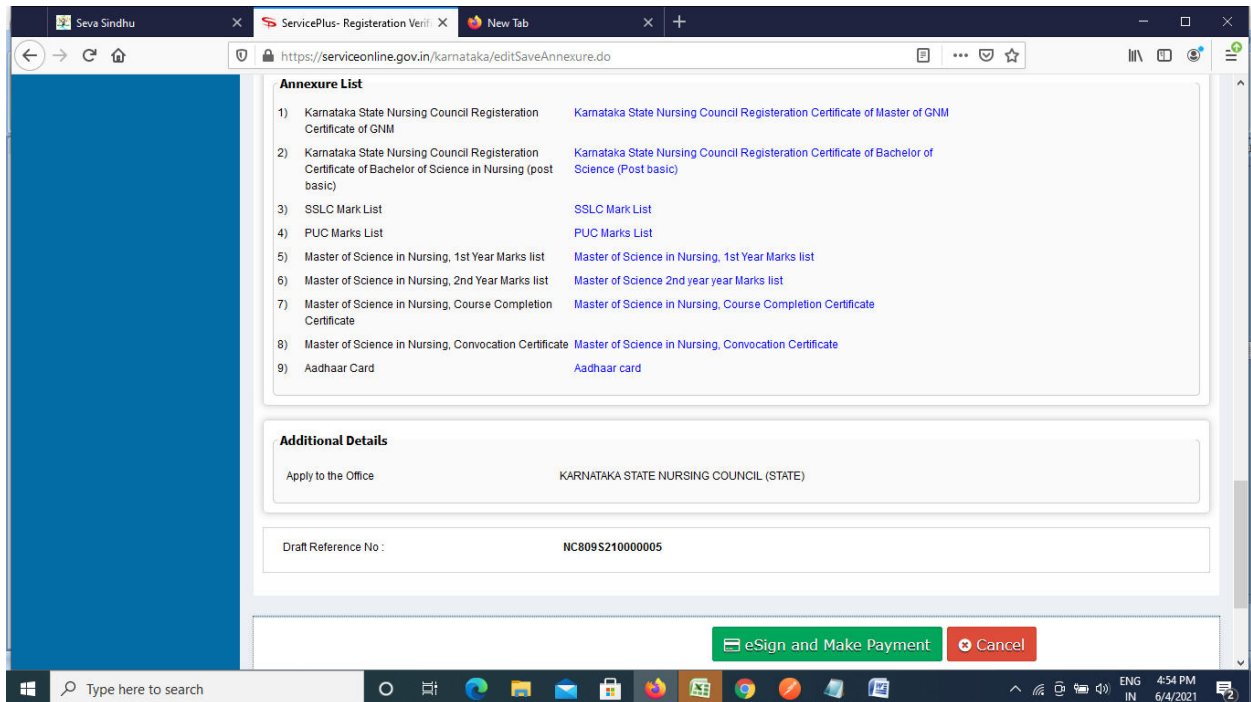 Seva Sindhu
ServicePlus- Registeration Verifi
New Tab
https://serviceonline.gov.in/karnataka/editSaveAnnexure.do
Annexure List
1) Karnataka State Nursing Council Registeration Karnataka State Nursing Council Registeration Certificate of Master of GNM
Certificate of GNM
2) Karnataka State Nursing Council Registeration Karnataka State Nursing Council Registeration Certificate of Bachelor of
Certificate of Bachelor of Science in Nursing (post Science (Post basic)
basic)
3) SSLC Mark List SSLC Mark List
4) PUC Marks List PUC Marks List
5) Master of Science in Nursing, 1st Year Marks list Master of Science in Nursing, 1st Year Marks list
6) Master of Science in Nursing, 2nd Year Marks list Master of Science 2nd year year Marks list
7) Master of Science in Nursing, Course Completion Master of Science in Nursing, Course Completion Certificate
Certificate
8) Master of Science in Nursing, Convocation Certificate Master of Science in Nursing, Convocation Certificate
9) Aadhaar Card Aadhaar card
Additional Details
Apply to the Office KARNATAKA STATE NURSING COUNCIL (STATE)
Draft Reference No : NC809S210000005
eSign and Make Payment Cancel
Type here to search
ENG 4:54 PM
IN 6/4/2021
2